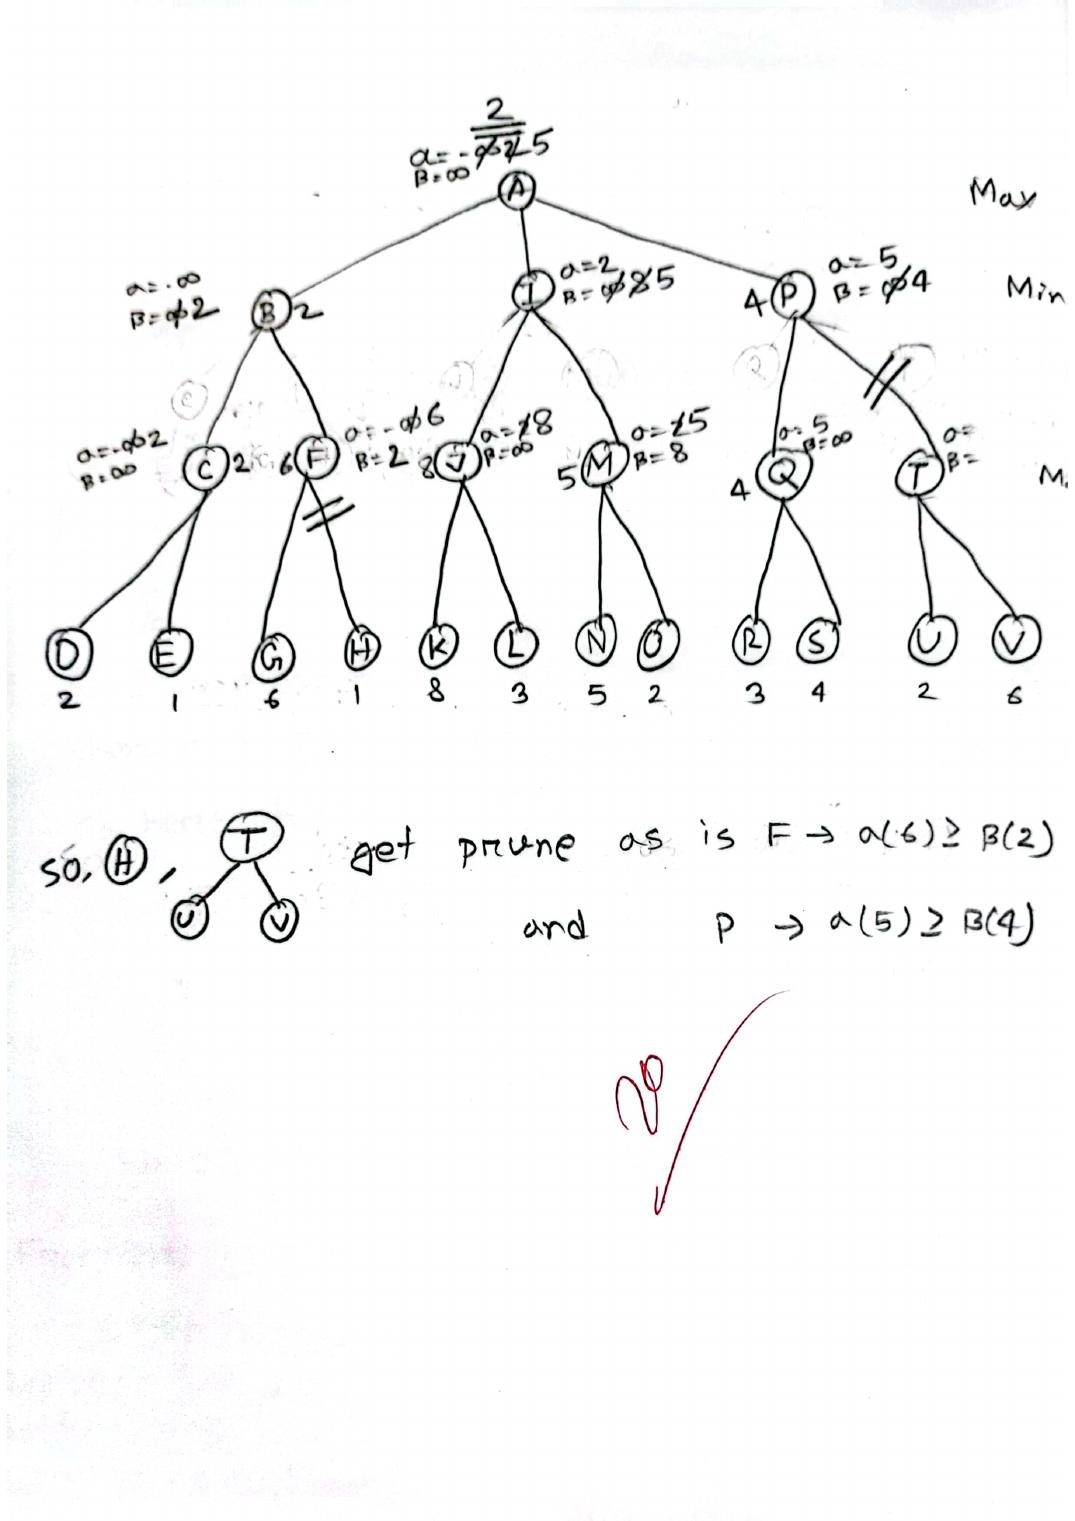 2
a= -∞ 2 5
B=∞
A
Max
a= -∞
B=∞ 2
B 2
I
a=2
B=∞ 8 5
4 P
a= 5
B= ∞ 4
Min
a=-∞ 2
B=∞
C 2
6 F
a= -∞ 6
B= 2
8 J
a=2 8
B=∞
5 M
a=2 5
B= 8
4 Q
a= 5
B=∞
T
a=
B=
M
D E G H K L N O R S U V
2 1 6 1 8 3 5 2 3 4 2 6
so, H, T get prune as is F → a(6) ≥ B(2)
U V and P → a(5) ≥ B(4)